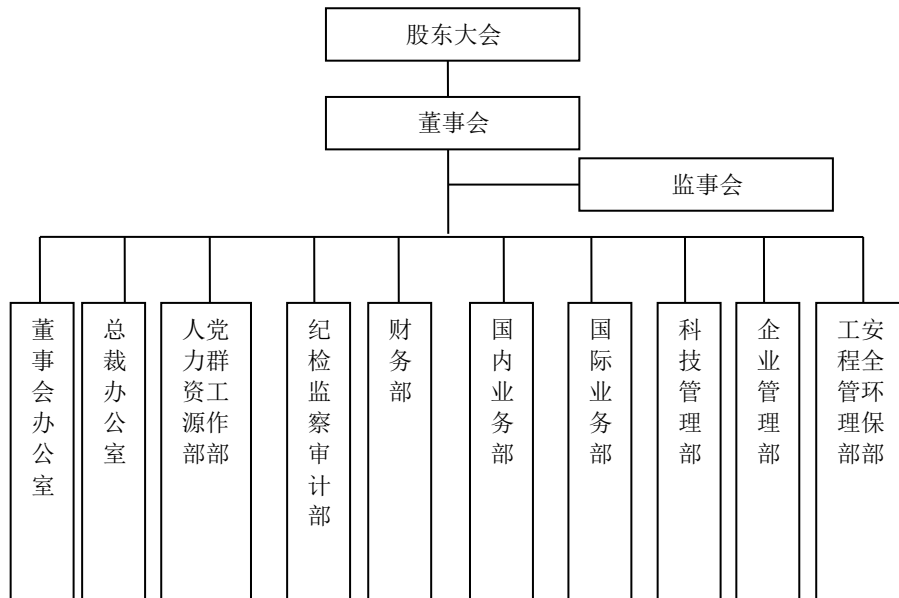 股东大会
董事会
监事会
董事会办公室
总裁办公室
党群工作部
人力资源部
纪检监察审计部
财务部
国内业务部
国际业务部
科技管理部
企业管理部
安全环保部
工程管理部